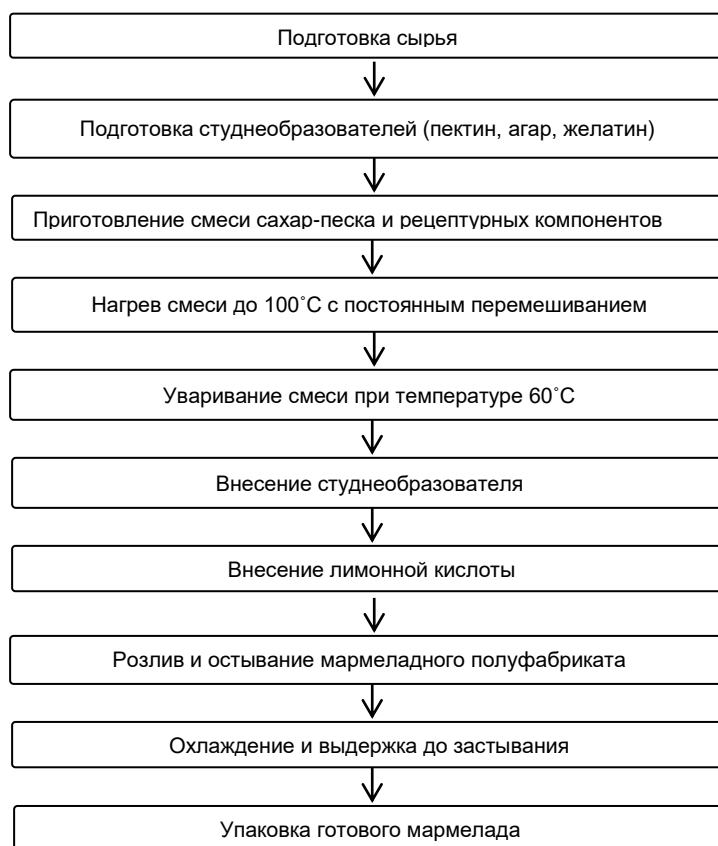 Подготовка сырья
Подготовка студнеобразователей (пектин, агар, желатин)
Приготовление смеси сахар-песка и рецептурных компонентов
Нагрев смеси до 100˚С с постоянным перемешиванием
Уваривание смеси при температуре 60˚С
Внесение студнеобразователя
Внесение лимонной кислоты
Розлив и остывание мармеладного полуфабриката
Охлаждение и выдержка до застывания
Упаковка готового мармелада